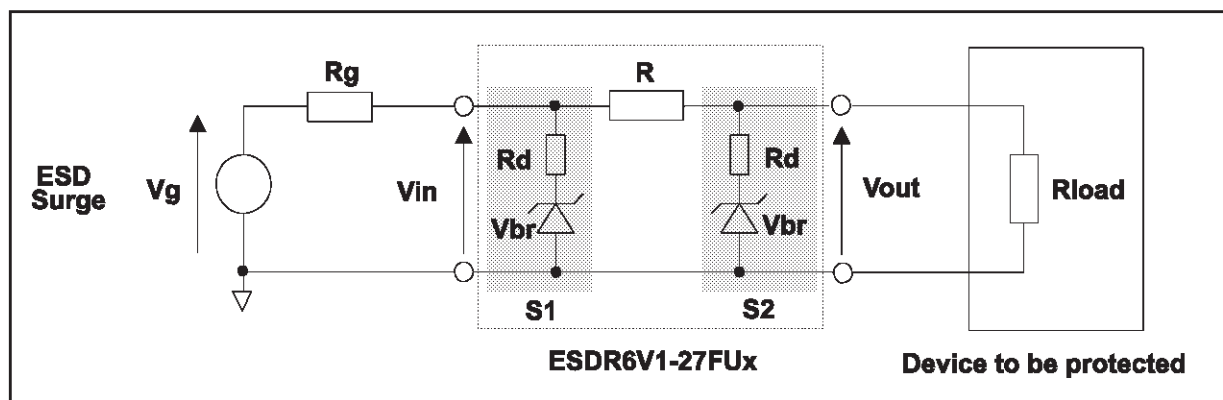 Rg
R
ESD
Surge
Vg
Vin
Rd
Vbr
Rd
Vbr
Vout
Rload
S1
S2
ESDR6V1-27FUx
Device to be protected